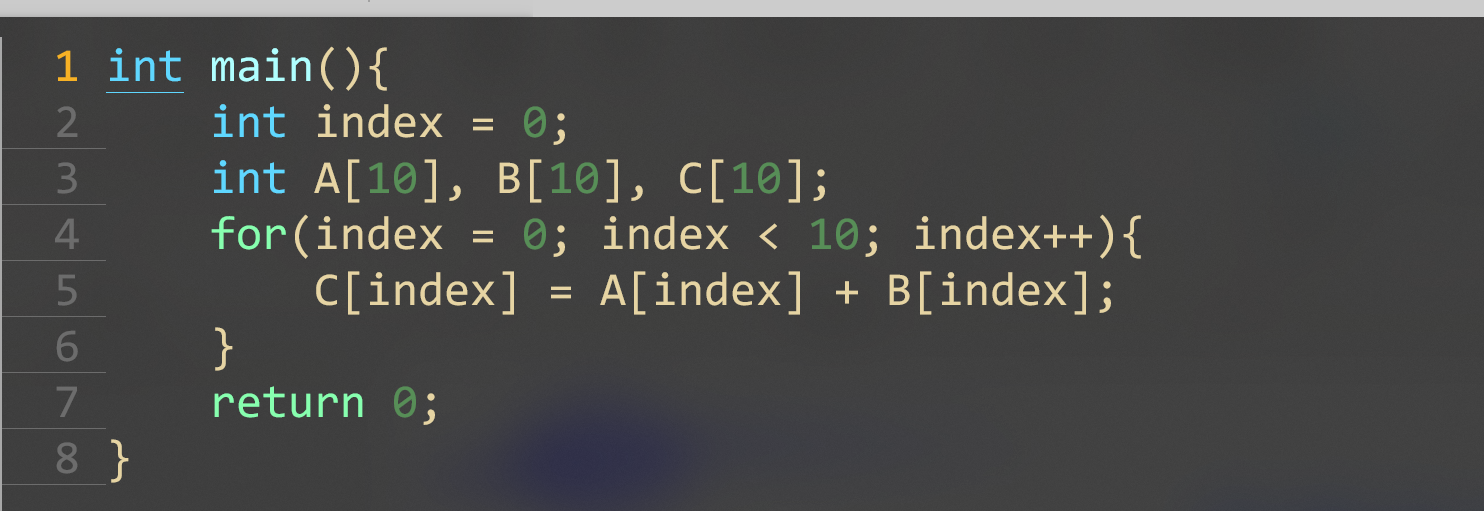 1 int main(){
2     int index = 0;
3     int A[10], B[10], C[10];
4     for(index = 0; index < 10; index++){
5         C[index] = A[index] + B[index];
6     }
7     return 0;
8 }